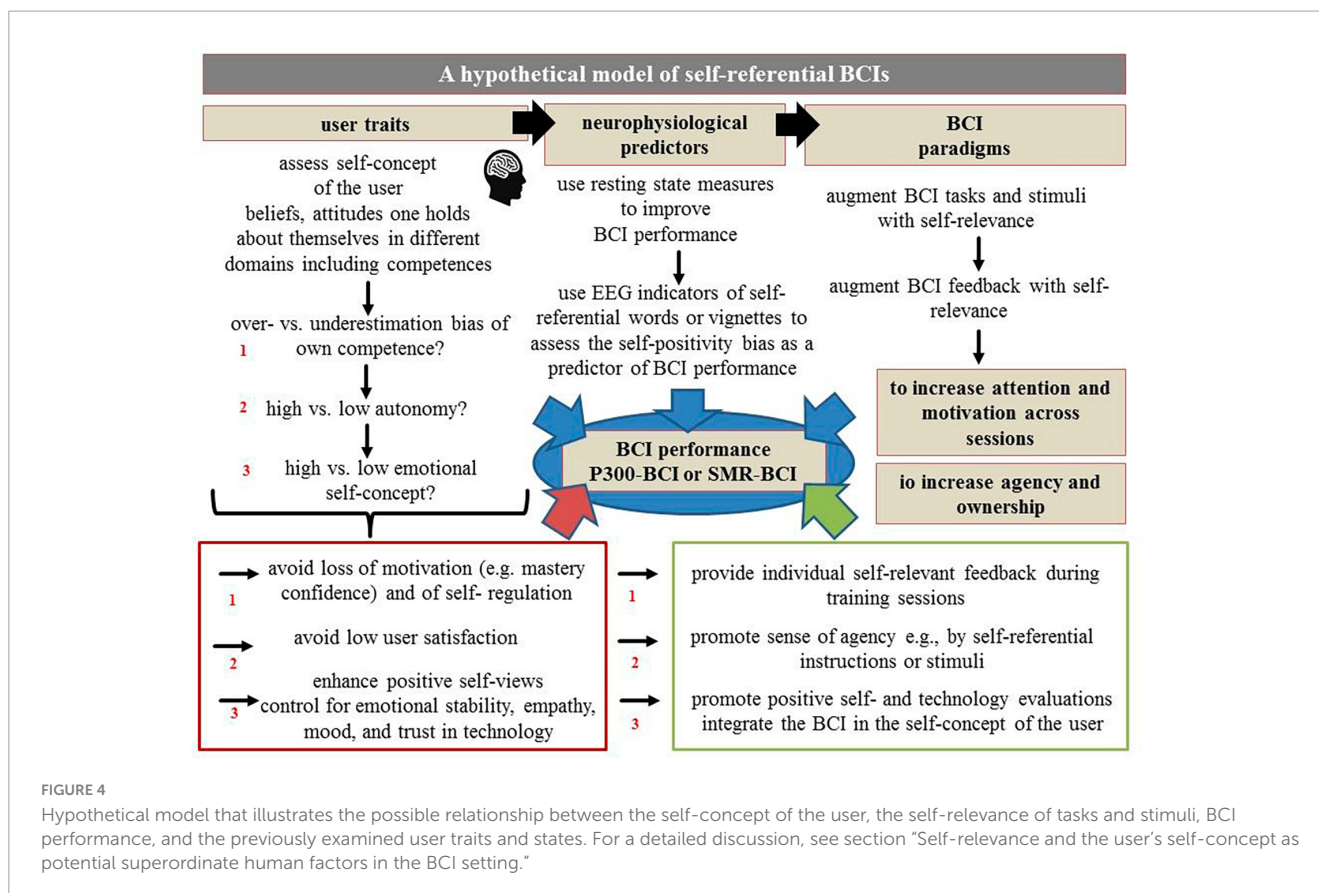 A hypothetical model of self-referential BCIs
user traits
assess self-concept
of the user
beliefs, attitudes one holds
about themselves in different
domains including competences
over- vs. underestimation bias of
1 own competence?
2 high vs. low autonomy?
3 high vs. low emotional
self-concept?
neurophysiological
predictors
use resting state measures
to improve
BCI performance
use EEG indicators of self-
referential words or vignettes to
assess the self-positivity bias as a
predictor of BCI performance
BCI
paradigms
augment BCI tasks and stimuli
with self-relevance
augment BCI feedback with self-
relevance
to increase attention and
motivation across
sessions
io increase agency and
ownership
BCI performance
P300-BCI or SMR-BCI
avoid loss of motivation (e.g. mastery
1 confidence) and of self- regulation
avoid low user satisfaction
2
enhance positive self-views
3 control for emotional stability, empathy,
mood, and trust in technology
provide individual self-relevant feedback during
1 training sessions
promote sense of agency e.g., by self-referential
2 instructions or stimuli
promote positive self- and technology evaluations
3 integrate the BCI in the self-concept of the user
FIGURE 4
Hypothetical model that illustrates the possible relationship between the self-concept of the user, the self-relevance of tasks and stimuli, BCI
performance, and the previously examined user traits and states. For a detailed discussion, see section “Self-relevance and the user’s self-concept as
potential superordinate human factors in the BCI setting.”